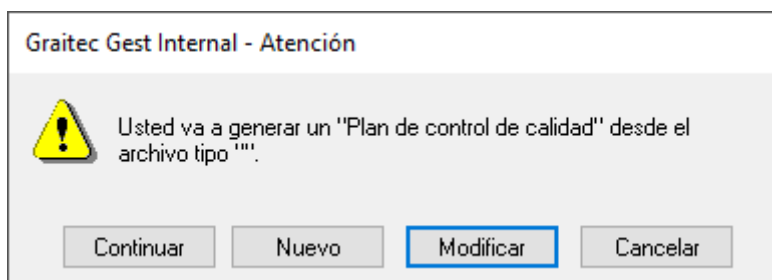 Graitec Gest Internal - Atención
Usted va a generar un "Plan de control de calidad" desde el
archivo tipo "".
Continuar
Nuevo
Modificar
Cancelar